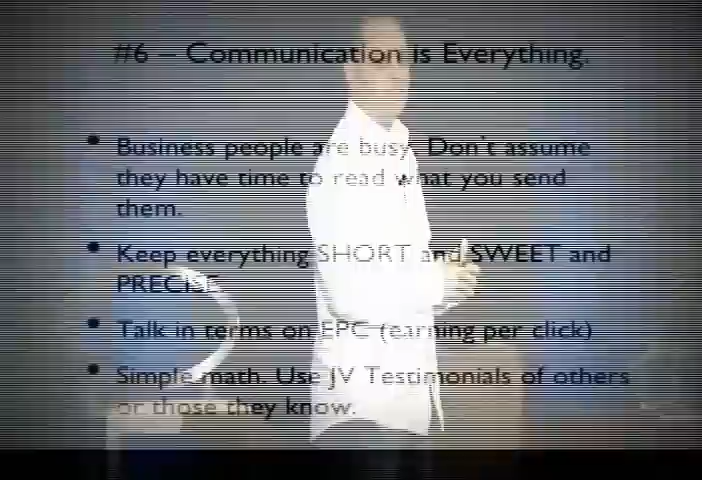 #6 – Communication is Everything.
• Business people are busy. Don't assume
they have time to read what you send
them.
• Keep everything SHORT and SWEET and
PRECISE
• Talk in terms on EPC (earning per click)
• Simple math. Use JV Testimonials of others
or those they know.